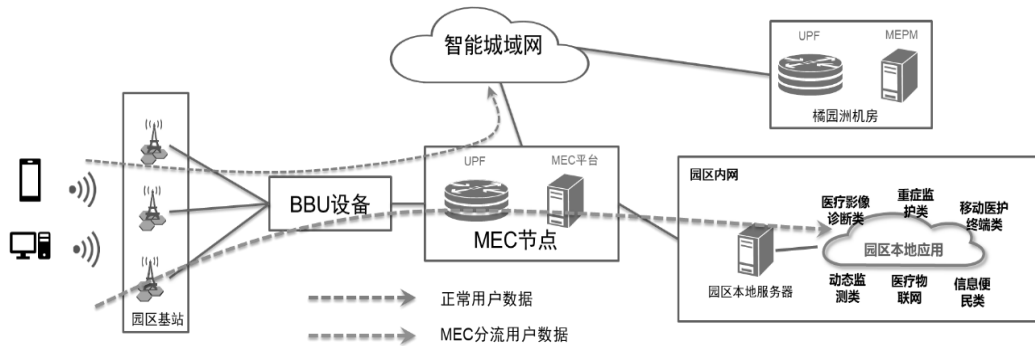 智能城域网
UPF
MEPM
橘园洲机房
园区基站
BBU设备
UPF
MEC平台
MEC节点
园区内网
医疗影像
诊断类
重症监
护类
移动医护
终端类
园区本地应用
园区本地服务器
动态监
测类
医疗物
联网
信息便
民类
正常用户数据
MEC分流用户数据